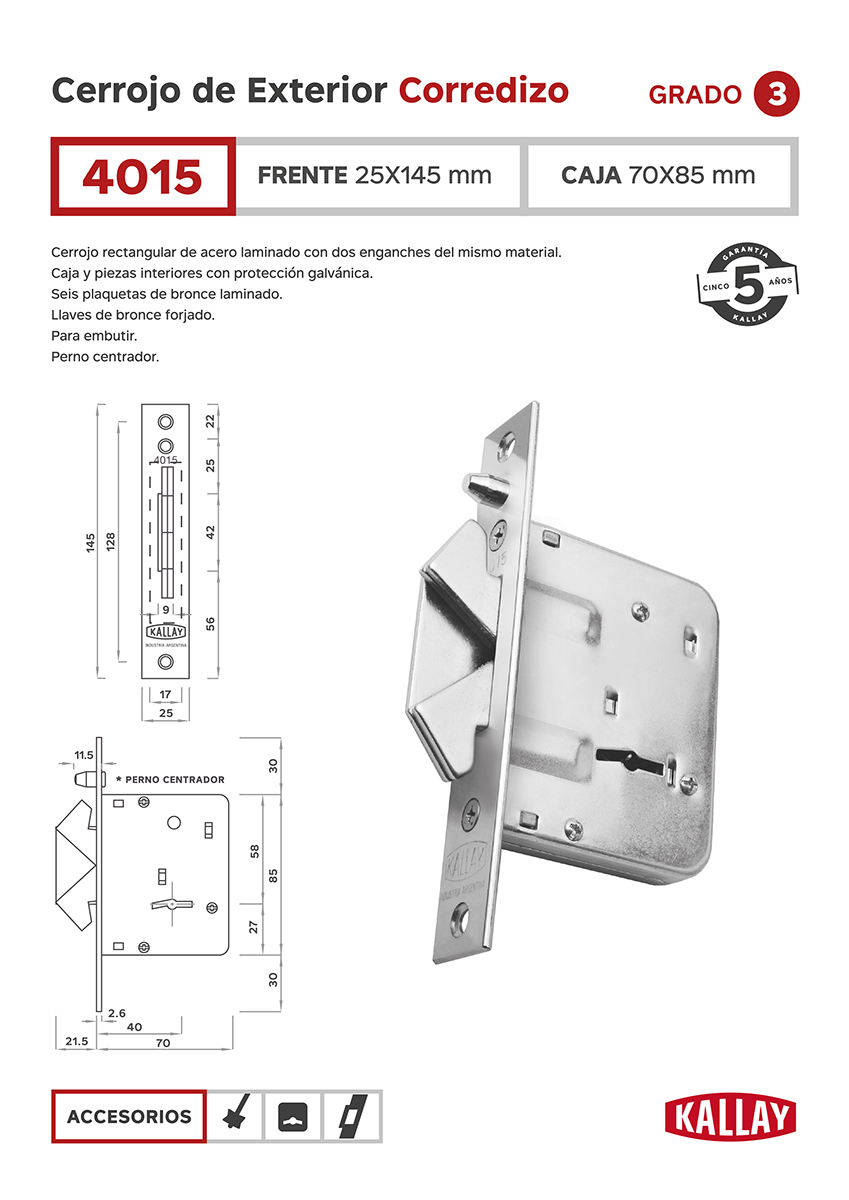 Cerrojo de Exterior Corredizo
GRADO 3
4015
FRENTE 25X145 mm
CAJA 70X85 mm
Cerrojo rectangular de acero laminado con dos enganches del mismo material.
Caja y piezas interiores con protección galvánica.
Seis plaquetas de bronce laminado.
Llaves de bronce forjado.
Para embutir.
Perno centrador.
GARANTÍA
CINCO 5 AÑOS
KALLAY
145
128
4015
22
25
42
56
9
KALLAY
INDUSTRIA ARGENTINA
17
25
11.5
* PERNO CENTRADOR
30
58
85
27
30
2.6
40
21.5
70
KALLAY
INDUSTRIA ARGENTINA
ACCESORIOS
KALLAY